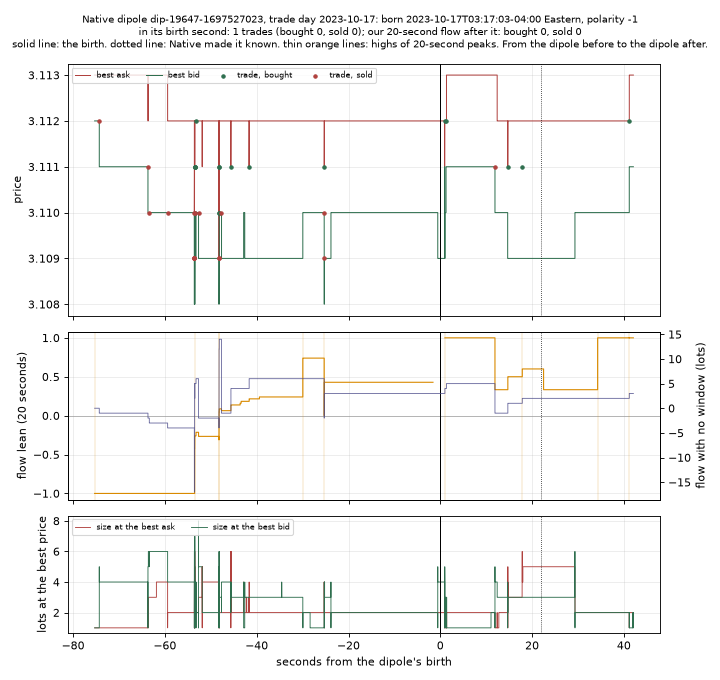 Native dipole dip-19647-1697527023, trade day 2023-10-17: born 2023-10-17T03:17:03-04:00 Eastern, polarity -1
in its birth second: 1 trades (bought 0, sold 0); our 20-second flow after it: bought 0, sold 0
solid line: the birth. dotted line: Native made it known. thin orange lines: highs of 20-second peaks. From the dipole before to the dipole after.
best ask
best bid
trade, bought
trade, sold
3.113
3.112
3.111
3.110
3.109
3.108
price
1.0
0.5
0.0
−0.5
−1.0
flow lean (20 seconds)
15
10
5
0
−5
−10
−15
flow with no window (lots)
size at the best ask
size at the best bid
8
6
4
2
lots at the best price
−80
−60
−40
−20
0
20
40
seconds from the dipole's birth